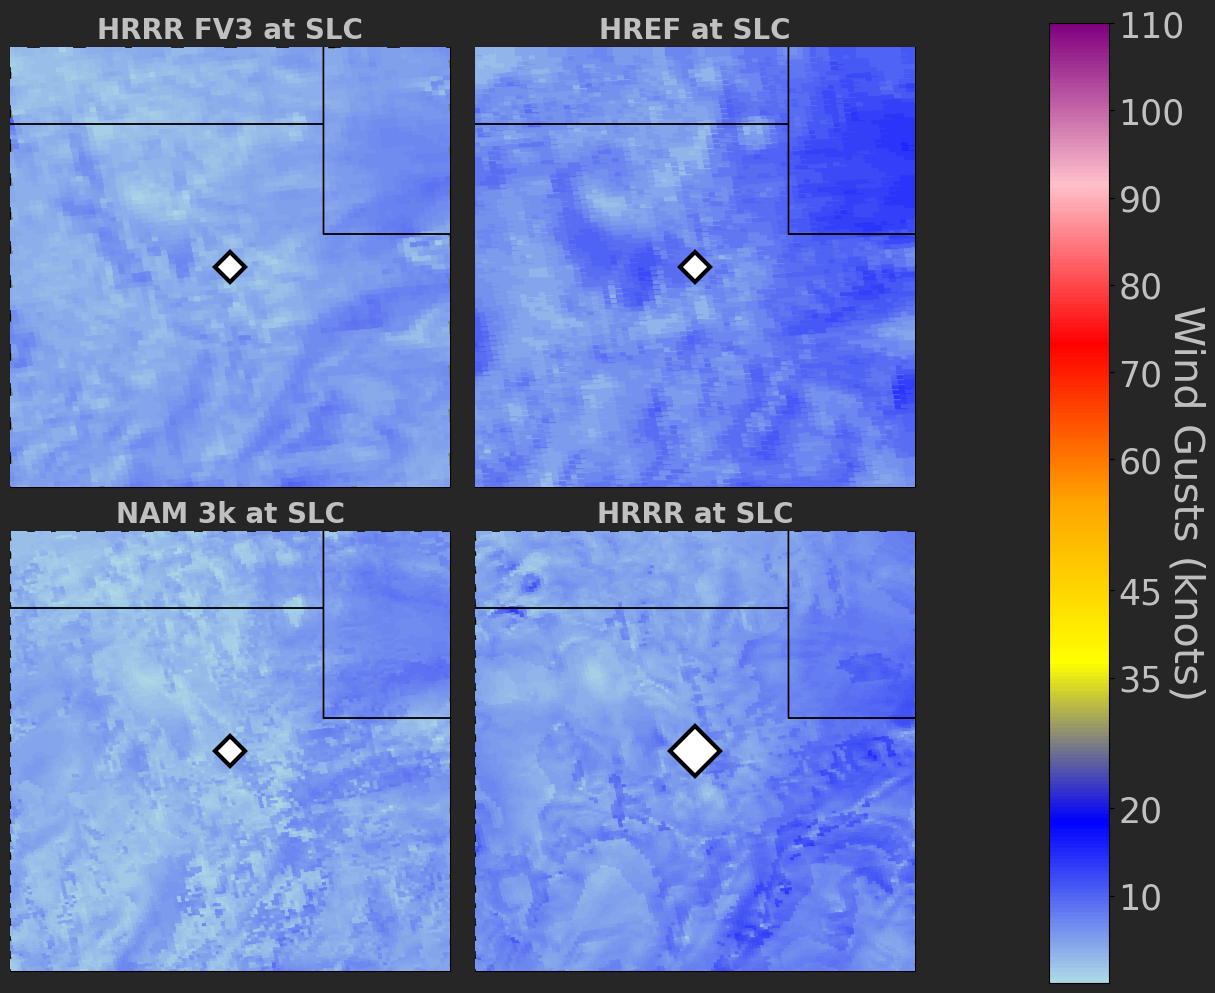 HRRR FV3 at SLC
HREF at SLC
NAM 3k at SLC
HRRR at SLC
110
100
90
80
70
60
45
35
20
10
Wind Gusts (knots)